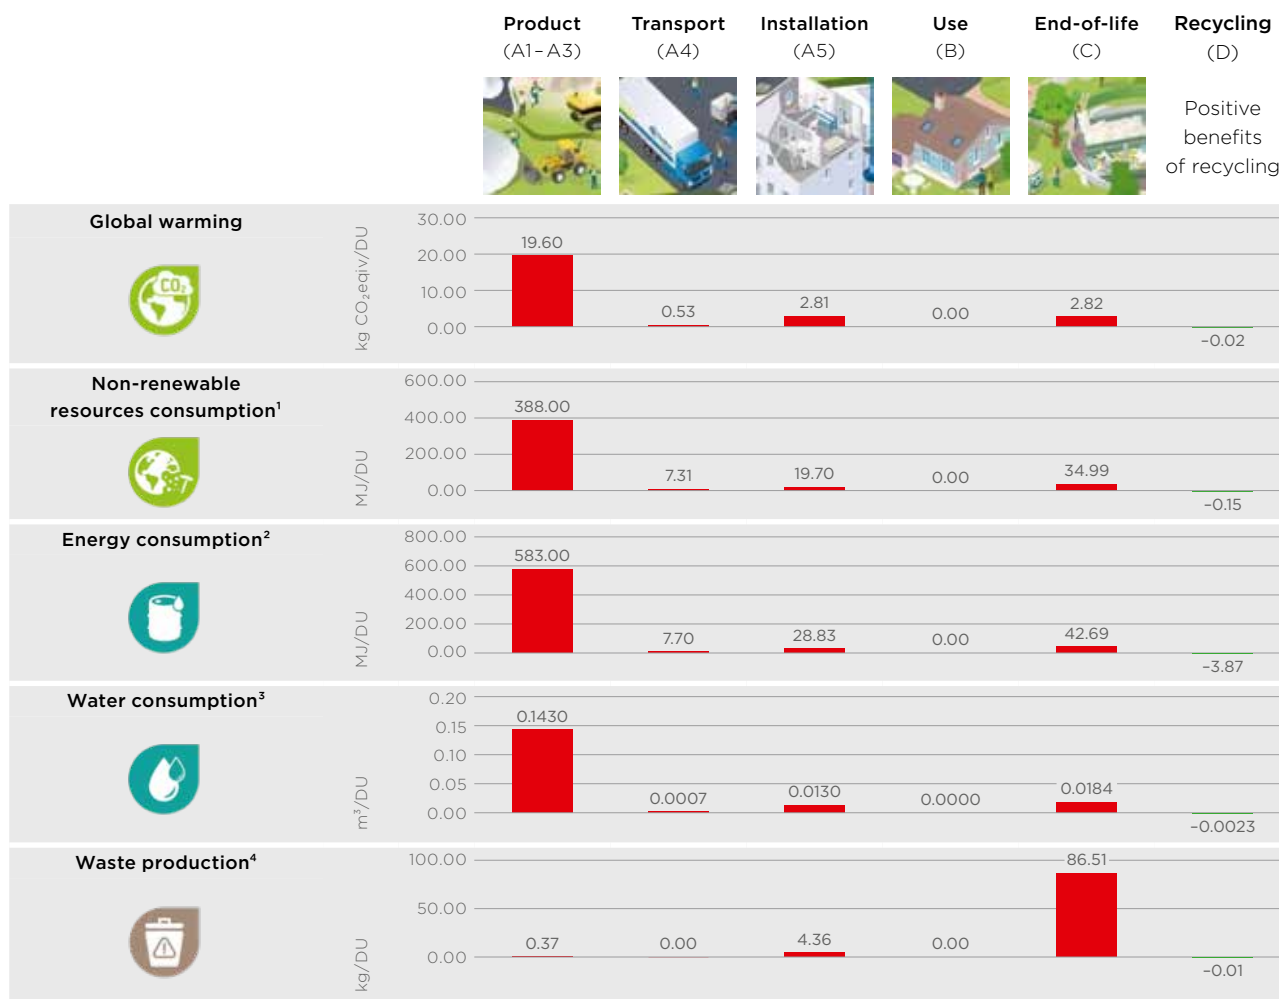 Product Transport Installation Use End-of-life Recycling
(A1–A3) (A4) (A5) (B) (C) (D)
Positive
benefits
of recycling
Global warming
CO₂
kg CO₂eqiv/DU
30.00
20.00
10.00
0.00
19.60 0.53 2.81 0.00 2.82 –0.02
Non-renewable
resources consumption¹
MJ/DU
600.00
400.00
200.00
0.00
388.00 7.31 19.70 0.00 34.99 –0.15
Energy consumption²
MJ/DU
800.00
600.00
400.00
200.00
0.00
583.00 7.70 28.83 0.00 42.69 –3.87
Water consumption³
m³/DU
0.20
0.15
0.10
0.05
0.00
0.1430 0.0007 0.0130 0.0000 0.0184 –0.0023
Waste production⁴
kg/DU
100.00
50.00
0.00
0.37 0.00 4.36 0.00 86.51 –0.01